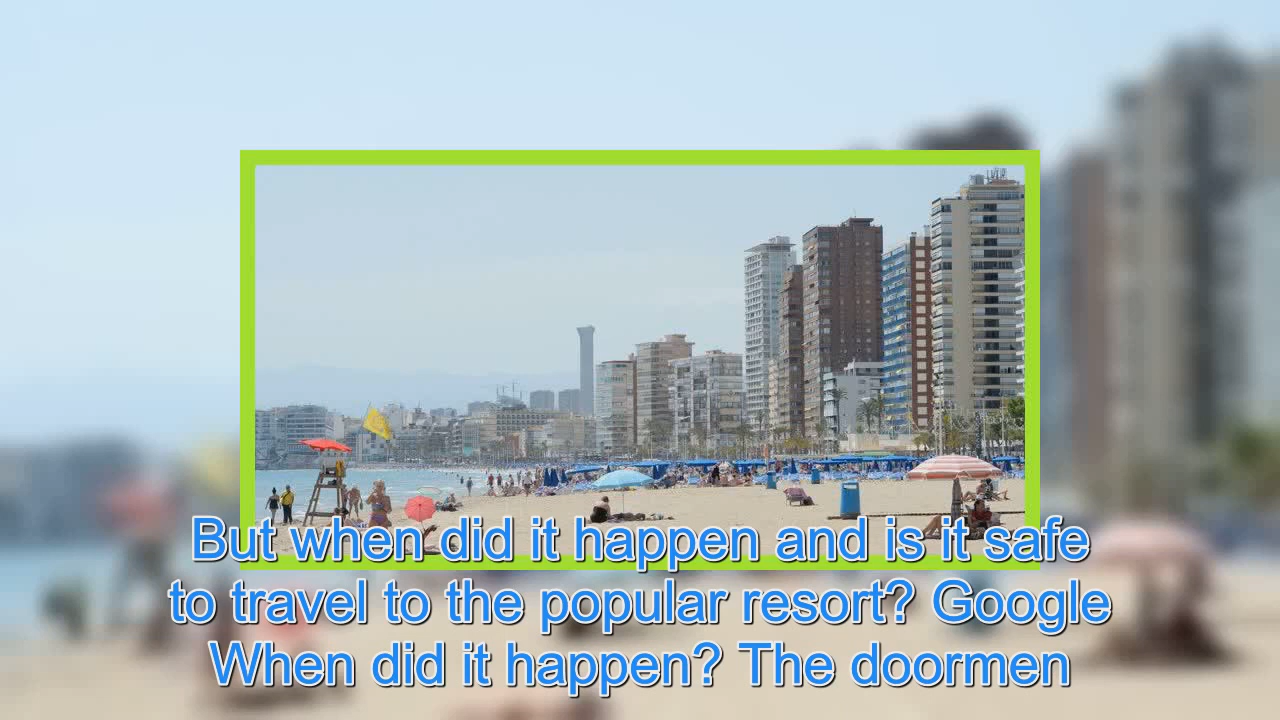 But when did it happen and is it safe
to travel to the popular resort? Google
When did it happen? The doormen